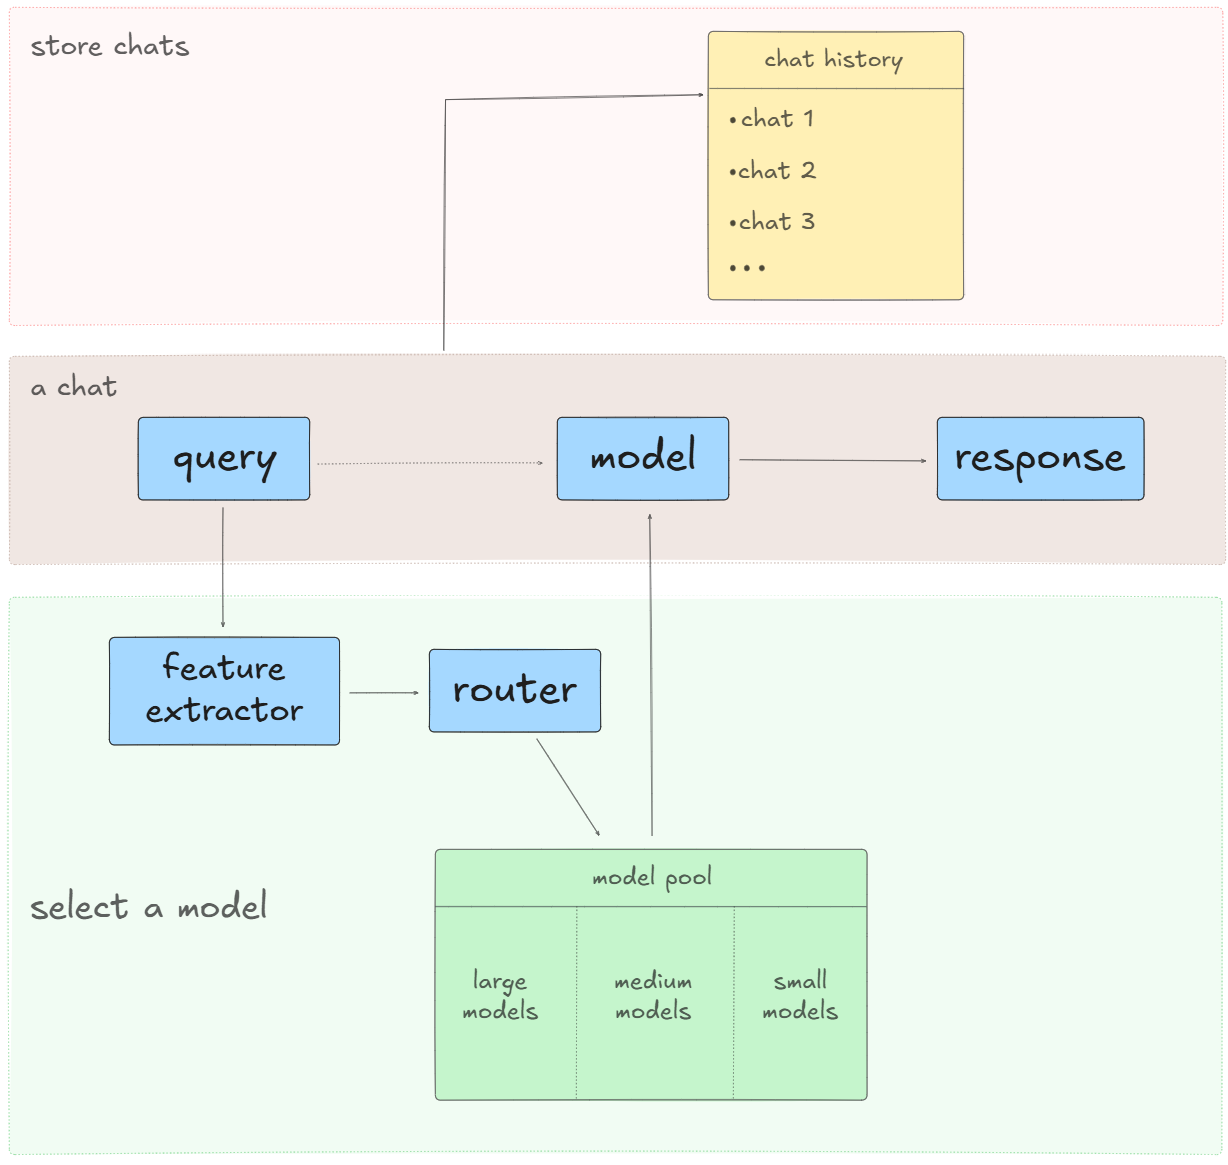 store chats
chat history
•chat 1
•chat 2
•chat 3
•••
a chat
query
model
response
feature
extractor
router
select a model
model pool
large
models
medium
models
small
models